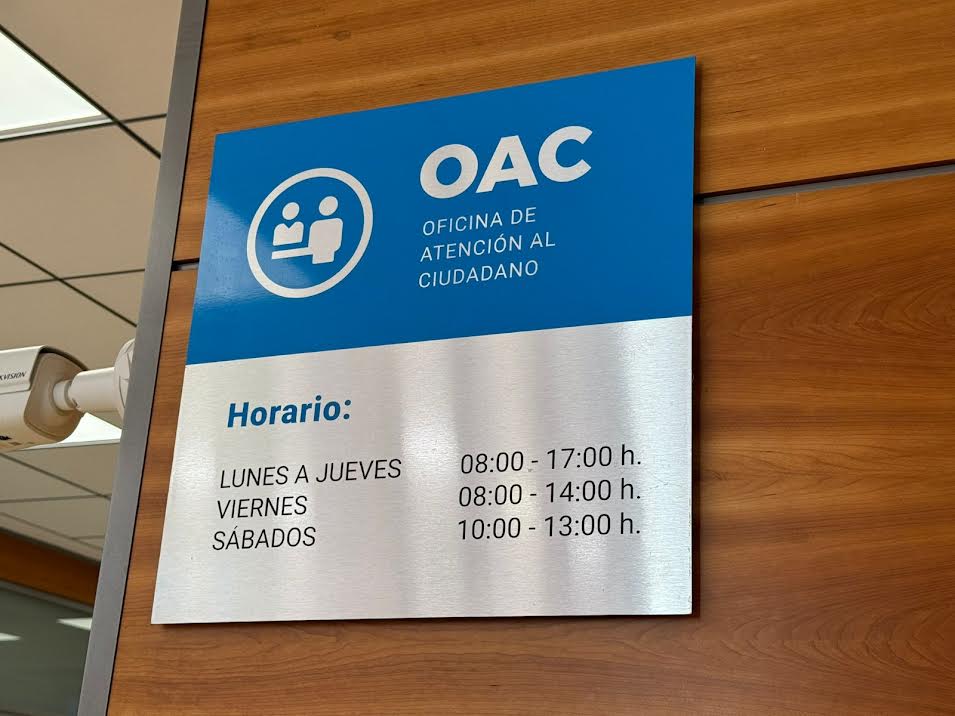 OAC
OFICINA DE
ATENCIÓN AL
CIUDADANO
Horario:
LUNES A JUEVES 08:00 - 17:00 h.
VIERNES 08:00 - 14:00 h.
SÁBADOS 10:00 - 13:00 h.